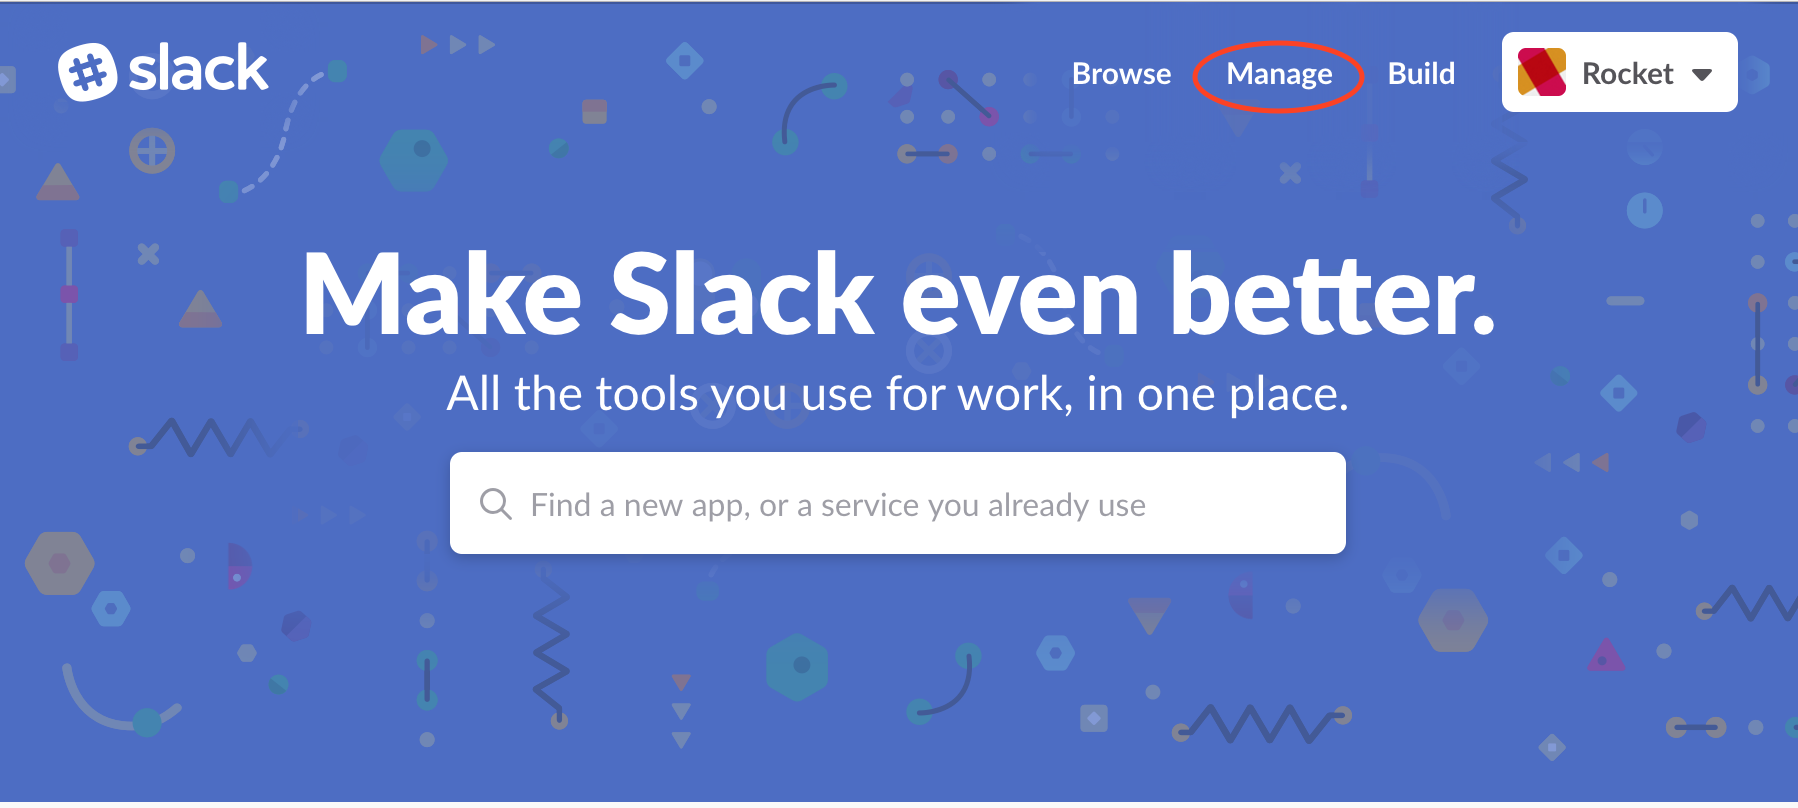 slack
Browse Manage Build Rocket
Make Slack even better.
All the tools you use for work, in one place.
Find a new app, or a service you already use